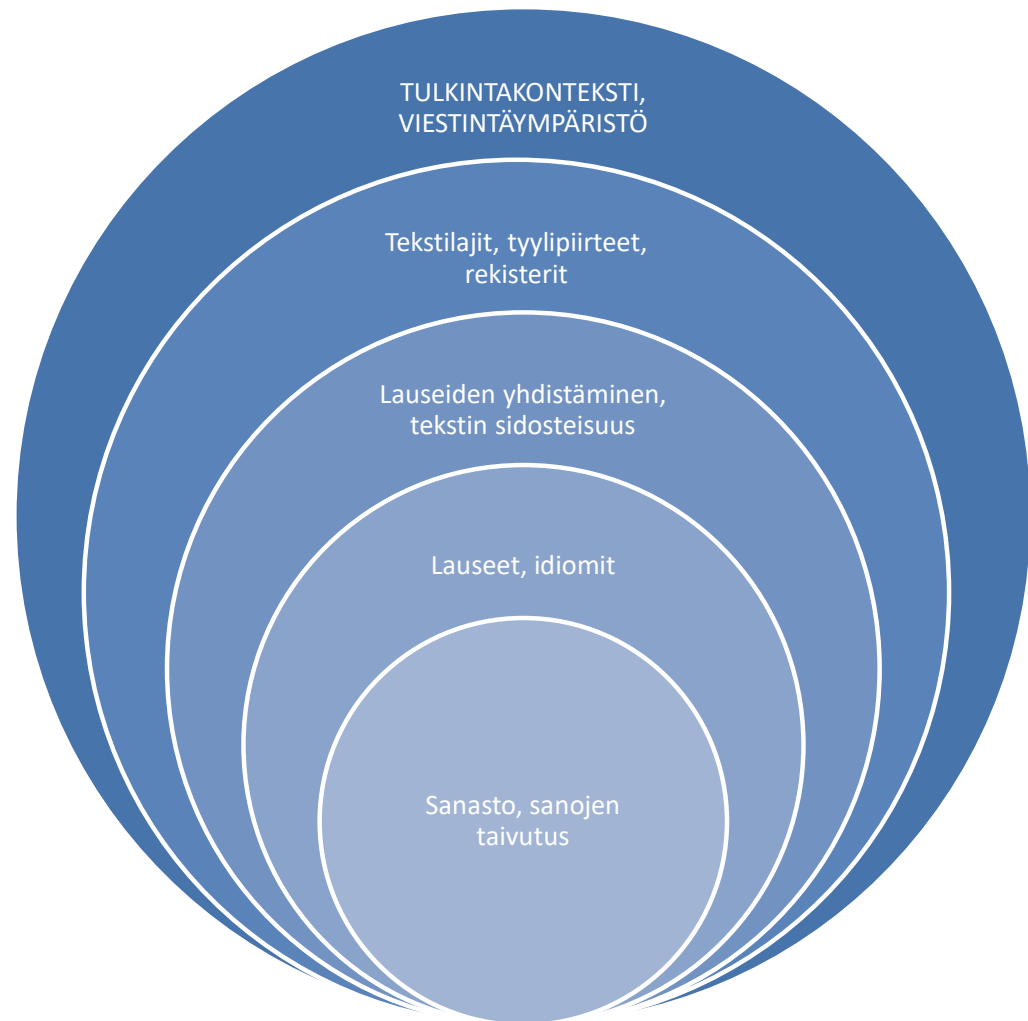 TULKINTAKONTEKSTI,
VIESTINTÄYMPÄRISTÖ
Tekstilajit, tyylipiirteet,
rekisterit
Lauseiden yhdistäminen,
tekstin sidosteisuus
Lauseet, idiomit
Sanasto, sanojen
taivutus